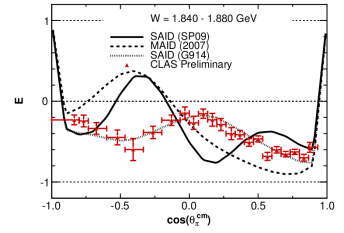 W = 1.840 - 1.880 GeV
SAID (SP09)
MAID (2007)
SAID (G914)
CLAS Preliminary
1
0
-1
E
-1.0 -0.5 0.0 0.5 1.0
cos(θπcm)